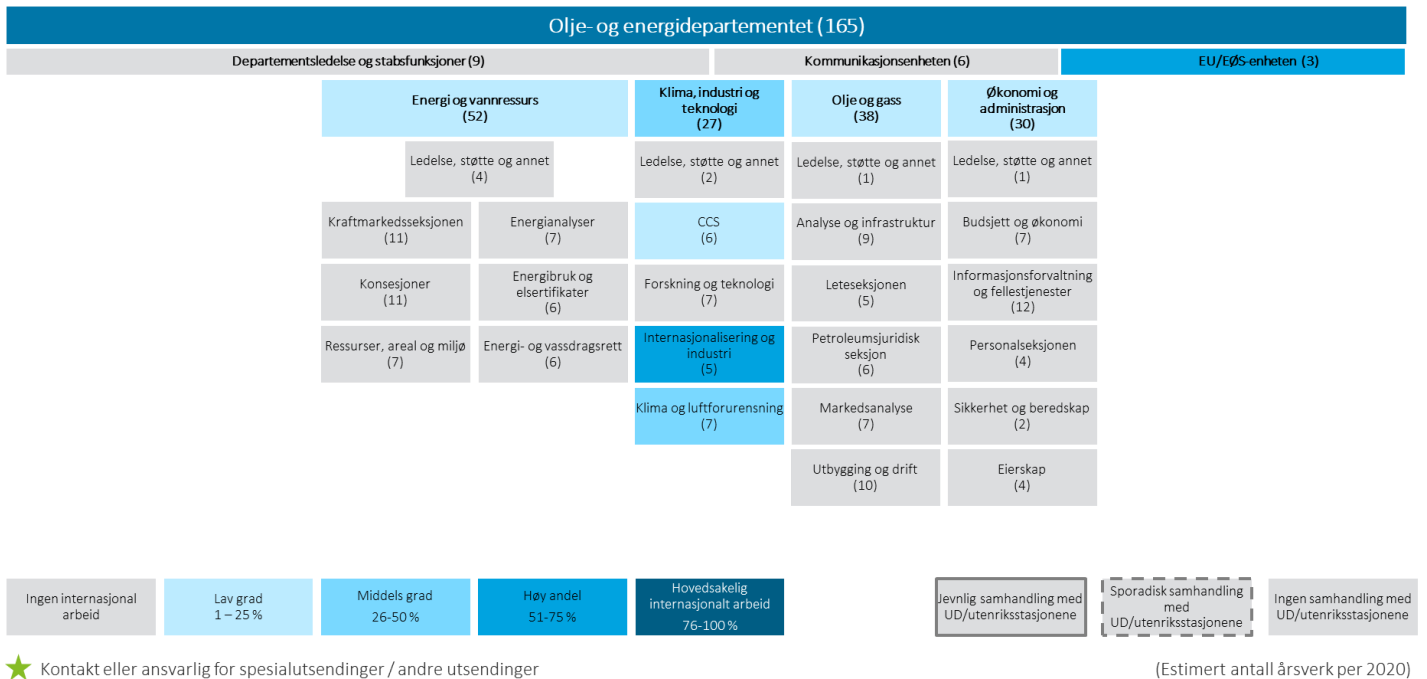 Olje- og energidepartementet (165)
Departementsledelse og stabsfunksjoner (9)
Kommunikasjonsenheten (6)
EU/EØS-enheten (3)
Energi og vannressurs
(52)
Klima, industri og
teknologi
(27)
Olje og gass
(38)
Økonomi og
administrasjon
(30)
Ledelse, støtte og annet
(4)
Ledelse, støtte og annet
(2)
Ledelse, støtte og annet
(1)
Ledelse, støtte og annet
(1)
Kraftmarkedsseksjonen
(11)
Energianalyser
(7)
CCS
(6)
Analyse og infrastruktur
(9)
Budsjett og økonomi
(7)
Konsesjoner
(11)
Energibruk og
elsertifikater
(6)
Forskning og teknologi
(7)
Leteseksjonen
(5)
Informasjonsforvaltning
og fellestjenester
(12)
Ressurser, areal og miljø
(7)
Energi- og vassdragsrett
(6)
Internasjonalisering og
industri
(5)
Petroleumsjuridisk
seksjon
(6)
Personalseksjonen
(4)
Klima og luftforurensning
(7)
Markedsanalyse
(7)
Sikkerhet og beredskap
(2)
Utbygging og drift
(10)
Eierskap
(4)
Ingen internasjonal
arbeid
Lav grad
1 – 25 %
Middels grad
26-50 %
Høy andel
51-75 %
Hovedsakelig
internasjonalt arbeid
76-100 %
Jevnlig samhandling med
UD/utenriksstasjonene
Sporadisk samhandling
med
UD/utenriksstasjonene
Ingen samhandling med
UD/utenriksstasjonene
Kontakt eller ansvarlig for spesialutsendinger / andre utsendinger
(Estimert antall årsverk per 2020)